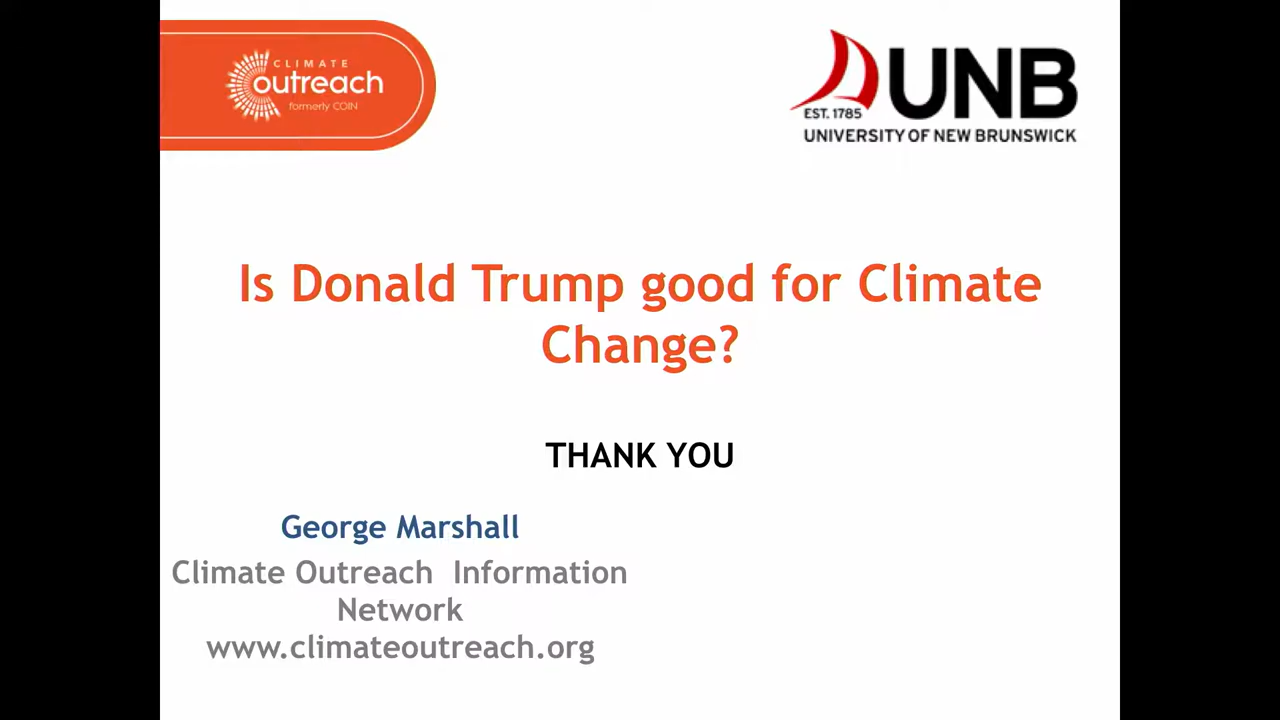 CLIMATE
outreach
formerly COIN
UNB
EST. 1785
UNIVERSITY OF NEW BRUNSWICK
Is Donald Trump good for Climate
Change?
THANK YOU
George Marshall
Climate Outreach  Information
Network
www.climateoutreach.org